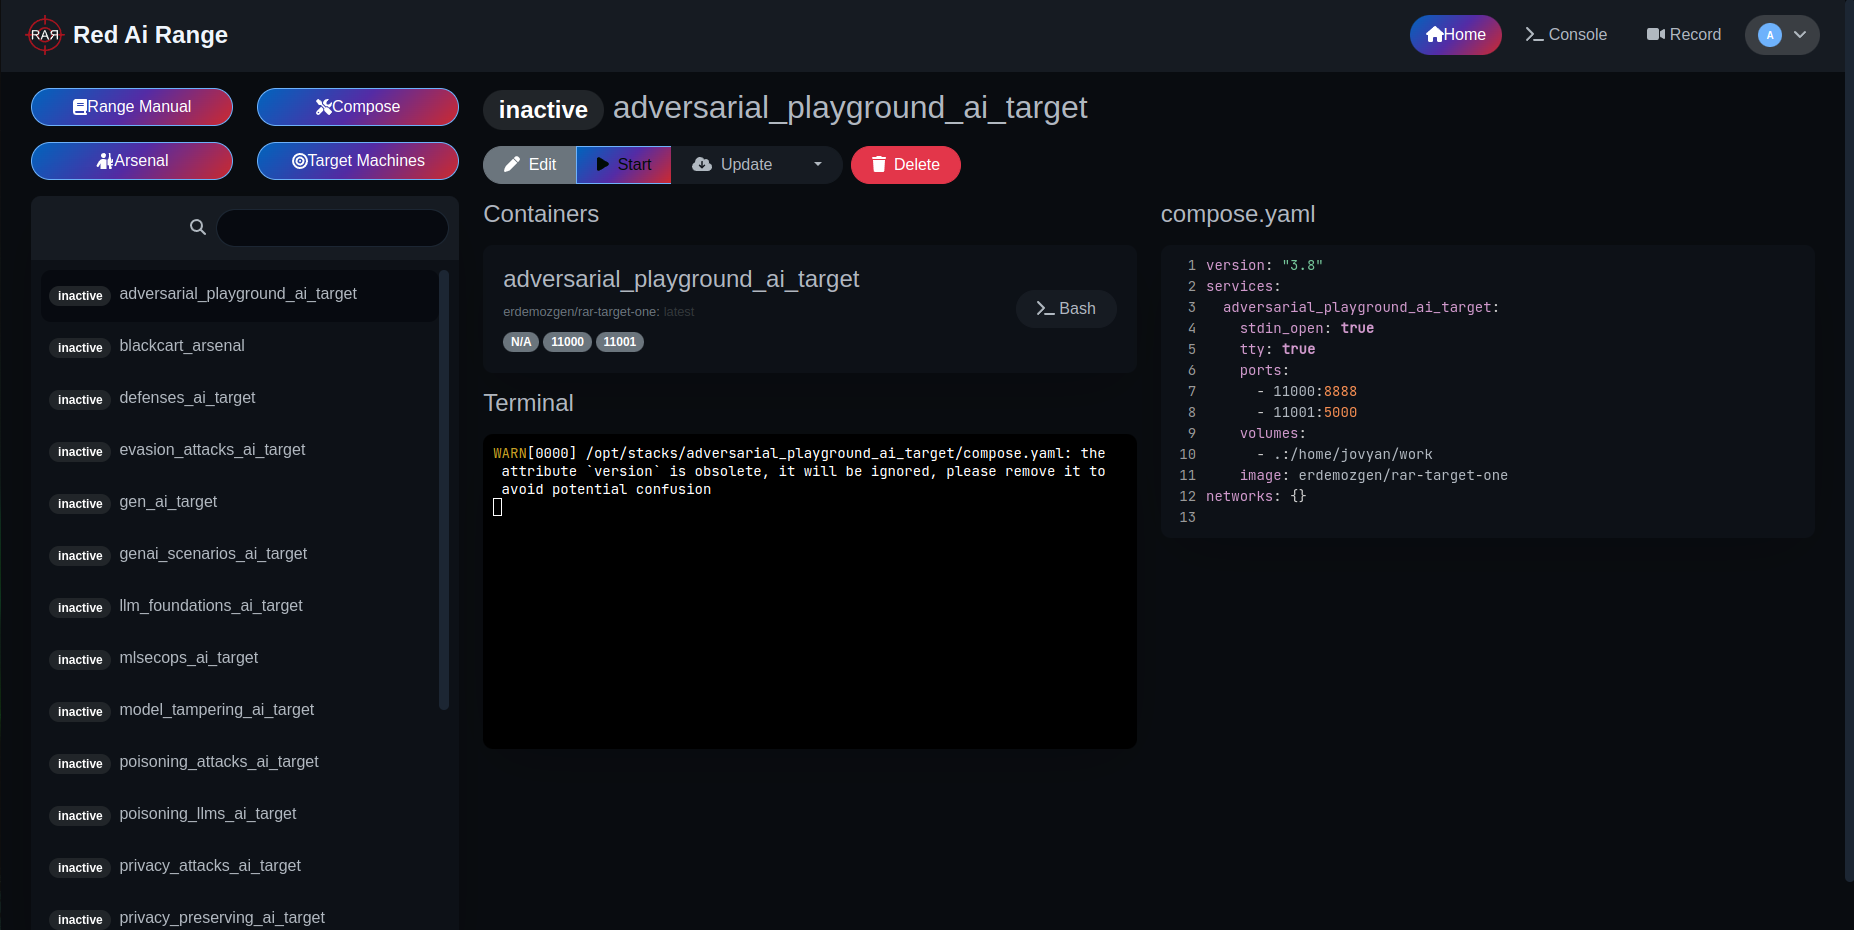 RAR Red Ai Range
Home
Console
Record
A
Range Manual
Compose
Arsenal
Target Machines
inactive adversarial_playground_ai_target
inactive blackcart_arsenal
inactive defenses_ai_target
inactive evasion_attacks_ai_target
inactive gen_ai_target
inactive genai_scenarios_ai_target
inactive llm_foundations_ai_target
inactive mlsecops_ai_target
inactive model_tampering_ai_target
inactive poisoning_attacks_ai_target
inactive poisoning_llms_ai_target
inactive privacy_attacks_ai_target
inactive privacy_preserving_ai_target
inactive adversarial_playground_ai_target
Edit
Start
Update
Delete
Containers
adversarial_playground_ai_target
erdemozgen/rar-target-one: latest
N/A 11000 11001
Bash
Terminal
WARN[0000] /opt/stacks/adversarial_playground_ai_target/compose.yaml: the
attribute `version` is obsolete, it will be ignored, please remove it to
avoid potential confusion
compose.yaml
1 version: "3.8"
2 services:
3   adversarial_playground_ai_target:
4     stdin_open: true
5     tty: true
6     ports:
7       - 11000:8888
8       - 11001:5000
9     volumes:
10       - .:/home/jovyan/work
11     image: erdemozgen/rar-target-one
12 networks: {}
13